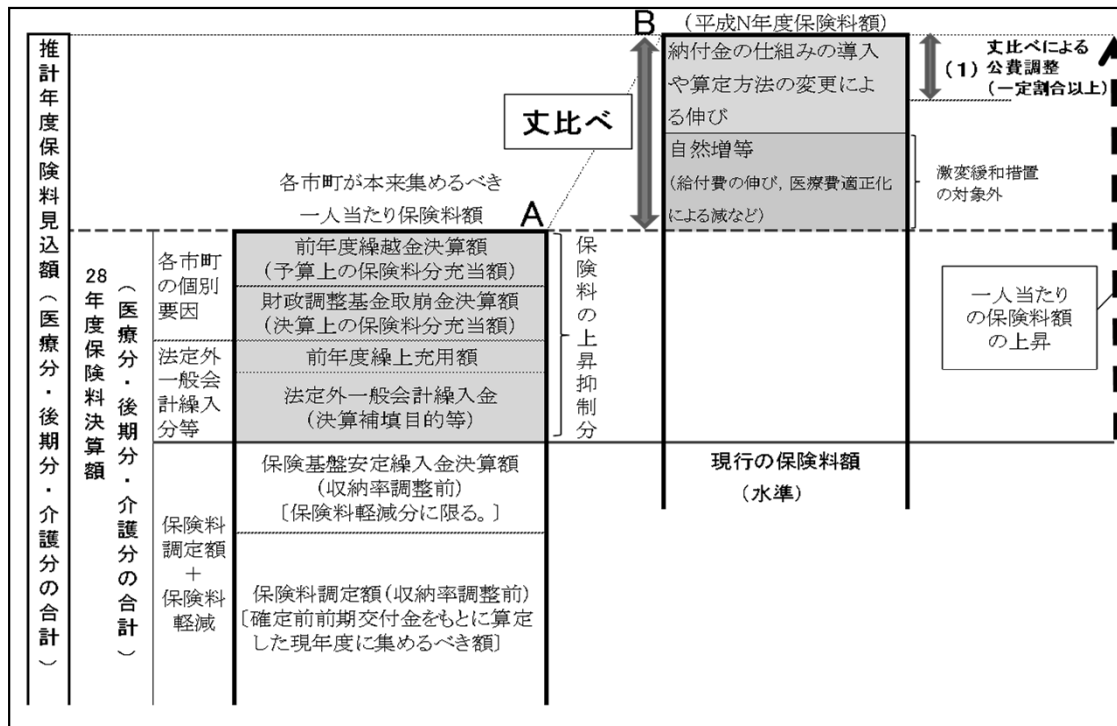 推計年度保険料見込額（医療分・後期分・介護分の合計）
28年度保険料決算額
（医療分・後期分・介護分の合計）
各市町
の個別
要因
法定外
一般会
計繰入
分等
保険料
調定額
＋
保険料
軽減
各市町が本来集めるべき
一人当たり保険料額
A
前年度繰越金決算額
(予算上の保険料分充当額)
財政調整基金取崩金決算額
(決算上の保険料分充当額)
前年度繰上充用額
法定外一般会計繰入金
(決算補填目的等)
保険基盤安定繰入金決算額
(収納率調整前)
〔保険料軽減分に限る。〕
保険料調定額(収納率調整前)
〔確定前前期交付金をもとに算定
した現年度に集めるべき額〕
保険料の上昇抑制分
丈比べ
B
(平成N年度保険料額)
納付金の仕組みの導入
や算定方法の変更によ
る伸び
自然増等
(給付費の伸び，医療費適正化
による減など)
現行の保険料額
(水準)
(1)
丈比べによる
公費調整
(一定割合以上)
激変緩和措置
の対象外
一人当たり
の保険料額
の上昇